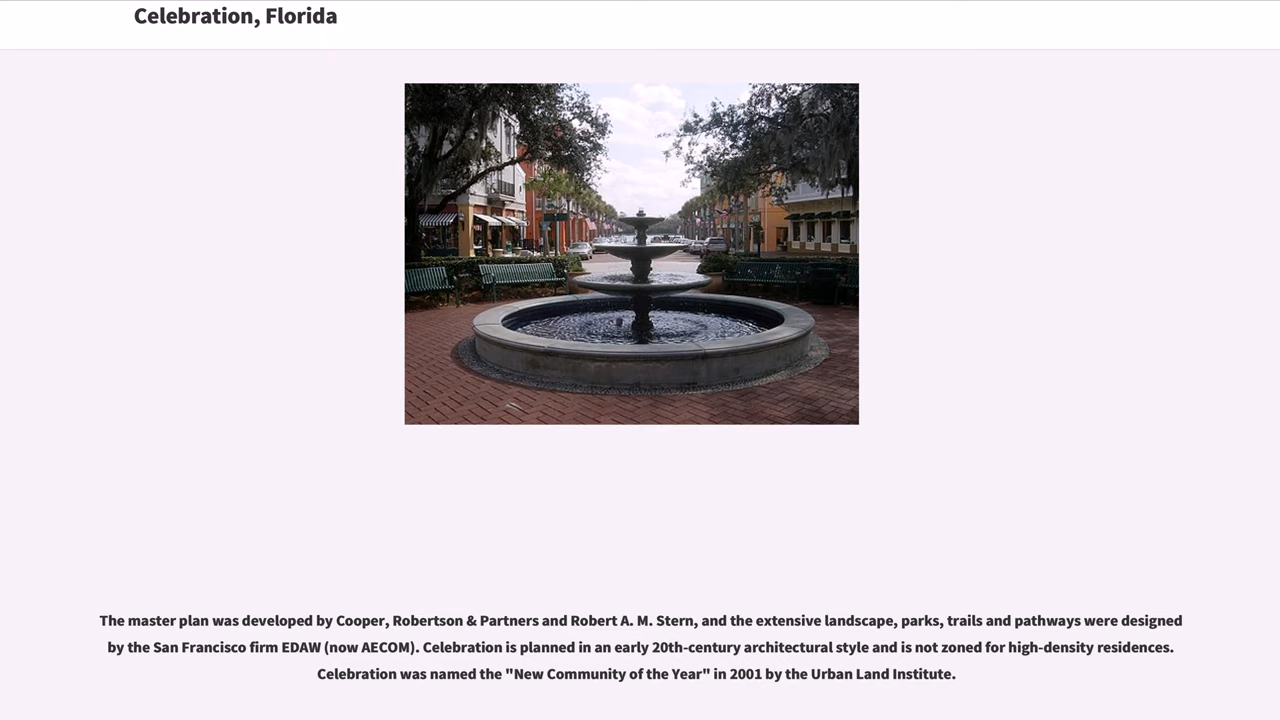 Celebration, Florida
The master plan was developed by Cooper, Robertson & Partners and Robert A. M. Stern, and the extensive landscape, parks, trails and pathways were designed
by the San Francisco firm EDAW (now AECOM). Celebration is planned in an early 20th-century architectural style and is not zoned for high-density residences.
Celebration was named the "New Community of the Year" in 2001 by the Urban Land Institute.